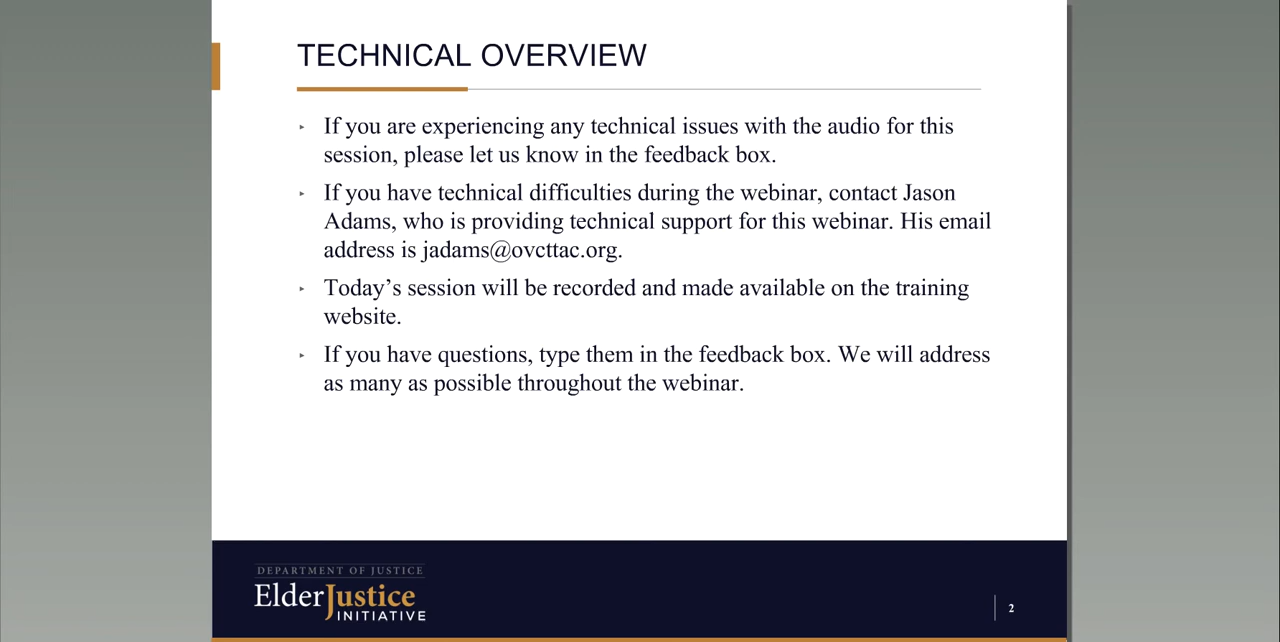 TECHNICAL OVERVIEW
If you are experiencing any technical issues with the audio for this
session, please let us know in the feedback box.
If you have technical difficulties during the webinar, contact Jason
Adams, who is providing technical support for this webinar. His email
address is jadams@ovcttac.org.
Today’s session will be recorded and made available on the training
website.
If you have questions, type them in the feedback box. We will address
as many as possible throughout the webinar.
DEPARTMENT OF JUSTICE
ElderJustice
INITIATIVE
2